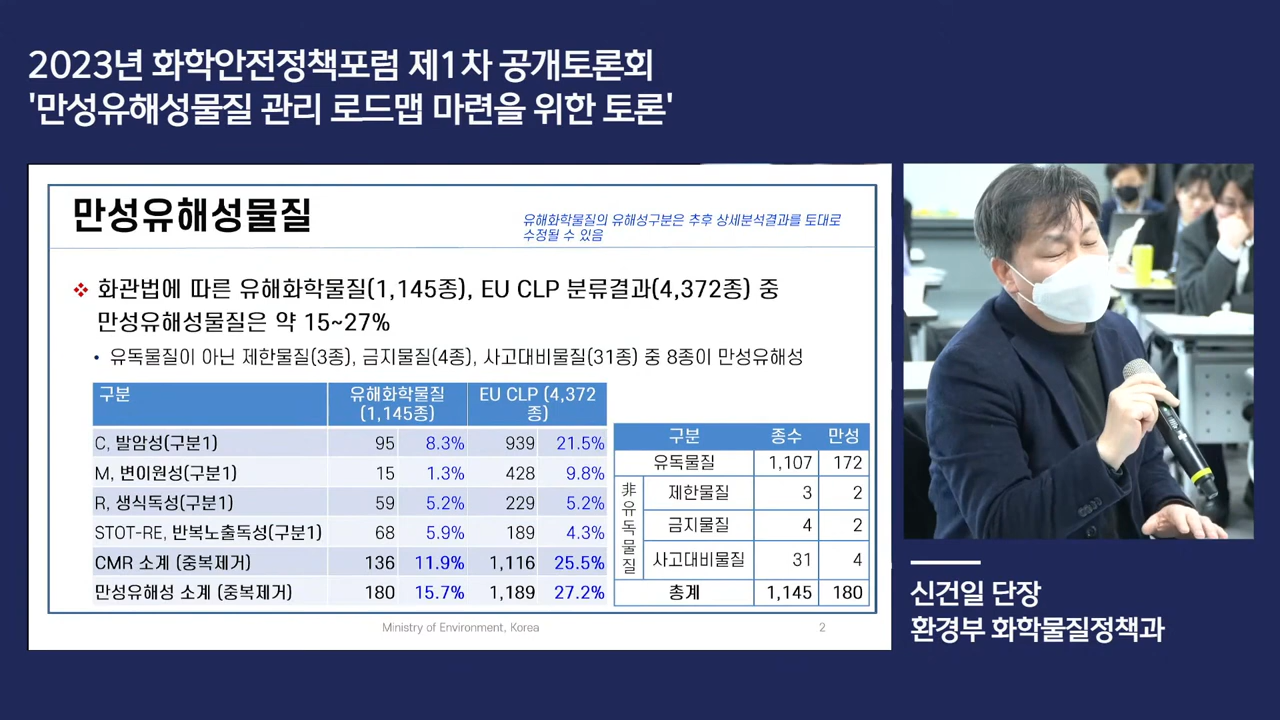 2023년 화학안전정책포럼 제1차 공개토론회
'만성유해성물질 관리 로드맵 마련을 위한 토론'
만성유해성물질
유해화학물질의 유해성구분은 추후 상세분석결과를 토대로
수정될 수 있음
❖ 화관법에 따른 유해화학물질(1,145종), EU CLP 분류결과(4,372종) 중
만성유해성물질은 약 15~27%
• 유독물질이 아닌 제한물질(3종), 금지물질(4종), 사고대비물질(31종) 중 8종이 만성유해성
구분 유해화학물질 (1,145종) EU CLP (4,372 종)
C, 발암성(구분1) 95 8.3% 939 21.5%
M, 변이원성(구분1) 15 1.3% 428 9.8%
R, 생식독성(구분1) 59 5.2% 229 5.2%
STOT-RE, 반복노출독성(구분1) 68 5.9% 189 4.3%
CMR 소계 (중복제거) 136 11.9% 1,116 25.5%
만성유해성 소계 (중복제거) 180 15.7% 1,189 27.2%
구분 종수 만성
유독물질 1,107 172
非유독물질
제한물질 3 2
금지물질 4 2
사고대비물질 31 4
총계 1,145 180
Ministry of Environment, Korea
2
신건일 단장
환경부 화학물질정책과